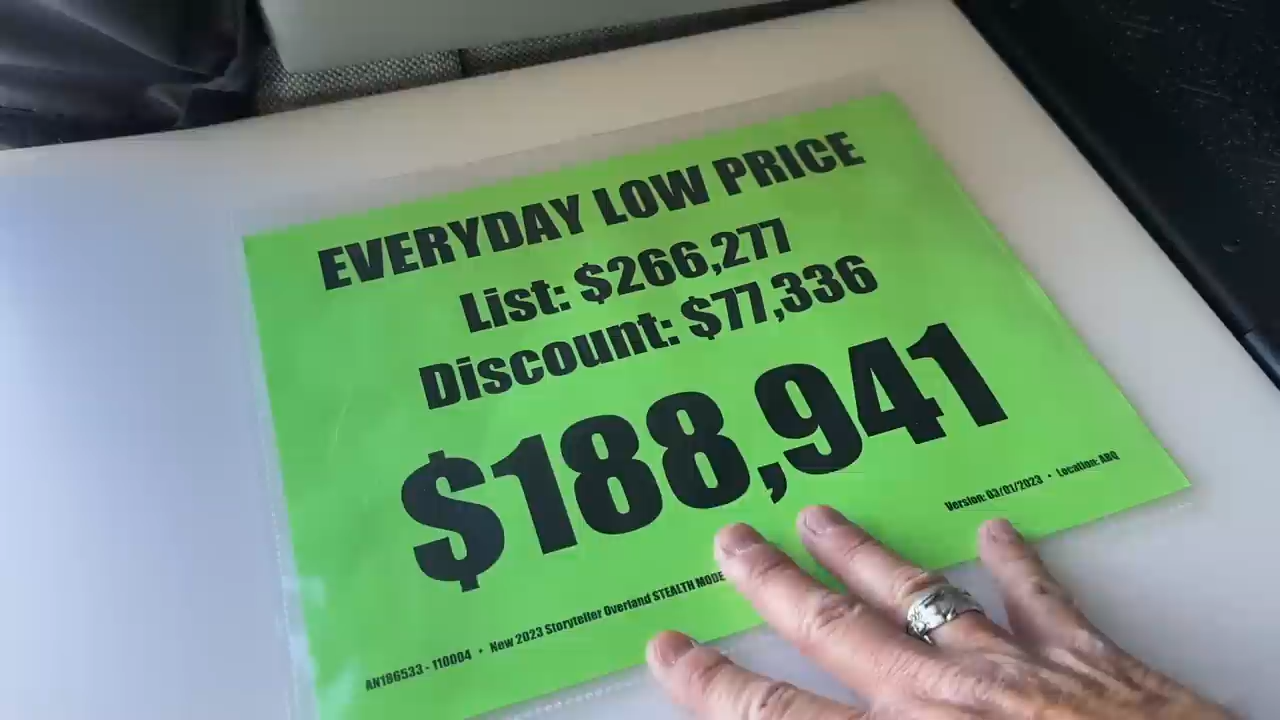 EVERYDAY LOW PRICE
List: $266,277
Discount: $77,336
$188,941
Version: 03/01/2023 • Location: ABQ
AN186533 - 110004 • New 2023 Storyteller Overland STEALTH MODE